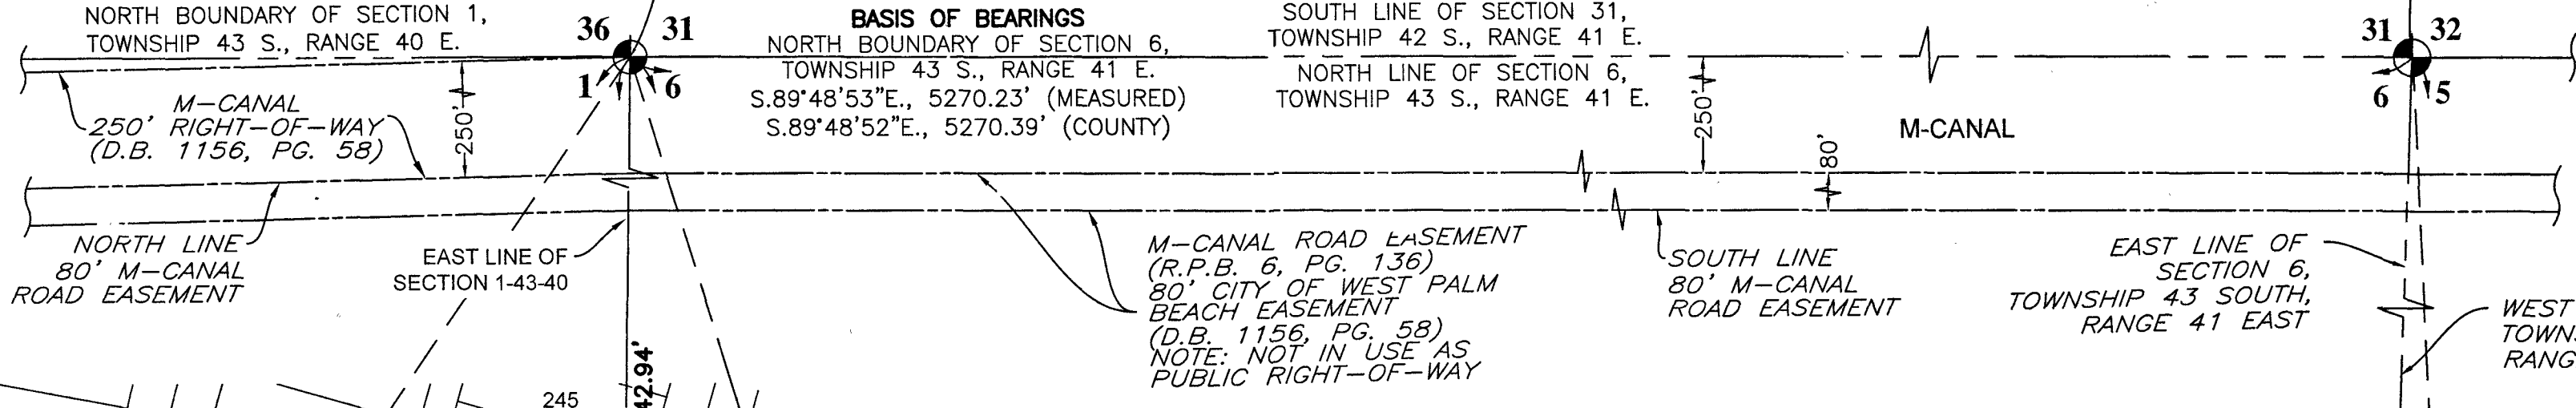 NORTH BOUNDARY OF SECTION 1,
TOWNSHIP 43 S., RANGE 40 E.
36 31
1 6
BASIS OF BEARINGS
NORTH BOUNDARY OF SECTION 6,
TOWNSHIP 43 S., RANGE 41 E.
S.89°48'53"E., 5270.23' (MEASURED)
S.89°48'52"E., 5270.39' (COUNTY)
SOUTH LINE OF SECTION 31,
TOWNSHIP 42 S., RANGE 41 E.
NORTH LINE OF SECTION 6,
TOWNSHIP 43 S., RANGE 41 E.
31 32
6 5
M-CANAL
250' RIGHT-OF-WAY
(D.B. 1156, PG. 58)
250'
250'
80'
M-CANAL
NORTH LINE
80' M-CANAL
ROAD EASEMENT
EAST LINE OF
SECTION 1-43-40
M-CANAL ROAD EASEMENT
(R.P.B. 6, PG. 136)
80' CITY OF WEST PALM
BEACH EASEMENT
(D.B. 1156, PG. 58)
NOTE: NOT IN USE AS
PUBLIC RIGHT-OF-WAY
SOUTH LINE
80' M-CANAL
ROAD EASEMENT
EAST LINE OF
SECTION 6,
TOWNSHIP 43 SOUTH,
RANGE 41 EAST
WEST
TOWNS
RANG
245
42.94'